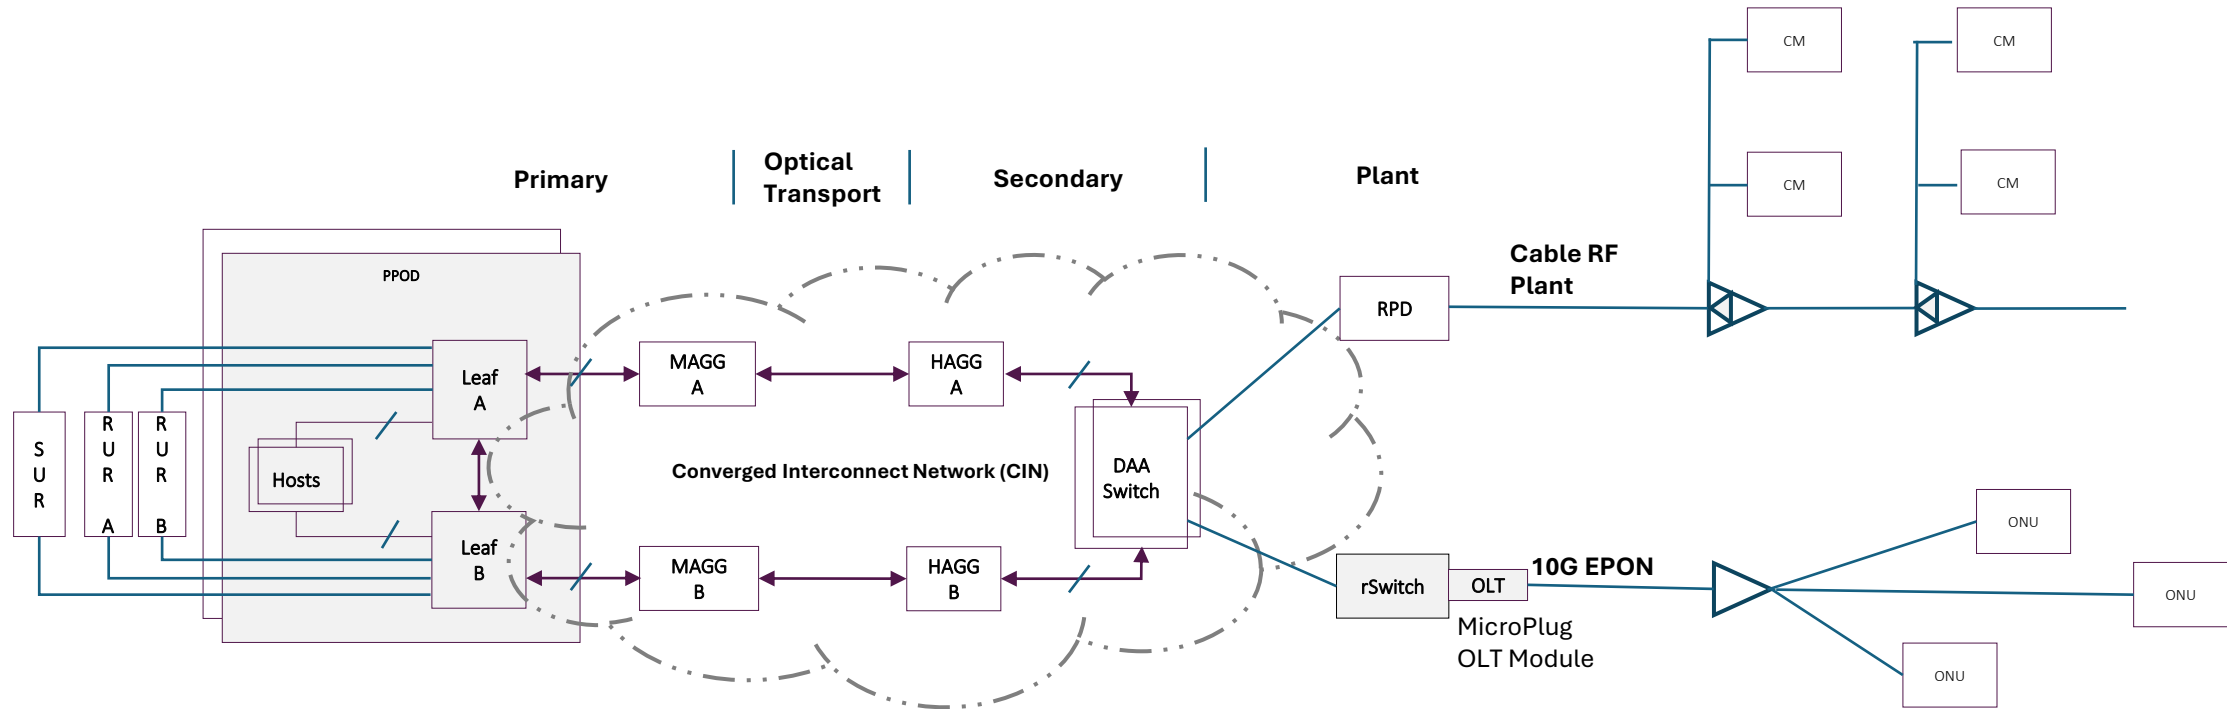 CM
CM
Primary
Optical
Transport
Secondary
Plant
CM
CM
Cable RF
Plant
PPOD
RPD
Leaf
A
MAGG
A
HAGG
A
S
U
R
R
U
R
A
R
U
R
B
Hosts
Converged Interconnect Network (CIN)
DAA
Switch
Leaf
B
MAGG
B
HAGG
B
rSwitch
OLT
10G EPON
MicroPlug
OLT Module
ONU
ONU
ONU